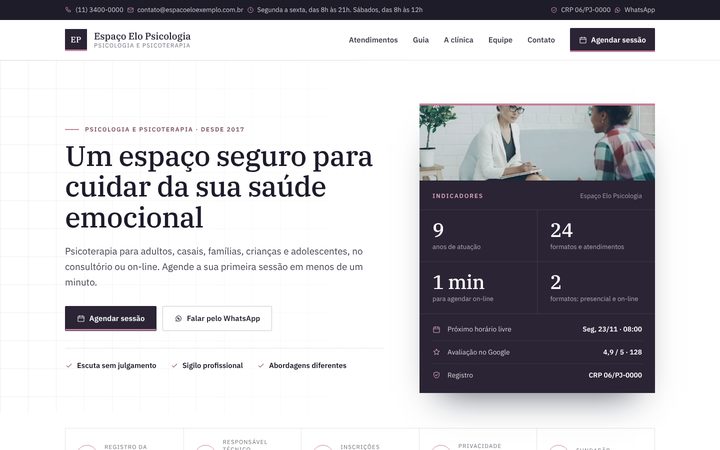 (11) 3400-0000 contato@espacoeloexemplo.com.br Segunda a sexta, das 8h às 21h. Sábados, das 8h às 12h CRP 06/PJ-0000 WhatsApp
EP Espaço Elo Psicologia
PSICOLOGIA E PSICOTERAPIA
Atendimentos Guia A clínica Equipe Contato Agendar sessão
PSICOLOGIA E PSICOTERAPIA · DESDE 2017
Um espaço seguro para
cuidar da sua saúde
emocional
Psicoterapia para adultos, casais, famílias, crianças e adolescentes, no
consultório ou on-line. Agende a sua primeira sessão em menos de um
minuto.
Agendar sessão Falar pelo WhatsApp
Escuta sem julgamento Sigilo profissional Abordagens diferentes
INDICADORES Espaço Elo Psicologia
9 24
anos de atuação formatos e atendimentos
1 min 2
para agendar on-line formatos: presencial e on-line
Próximo horário livre Seg, 23/11 · 08:00
Avaliação no Google 4,9 / 5 · 128
Registro CRP 06/PJ-0000
REGISTRO DA
RESPONSÁVEL
TÉCNICO
INSCRIÇÕES
PRIVACIDADE